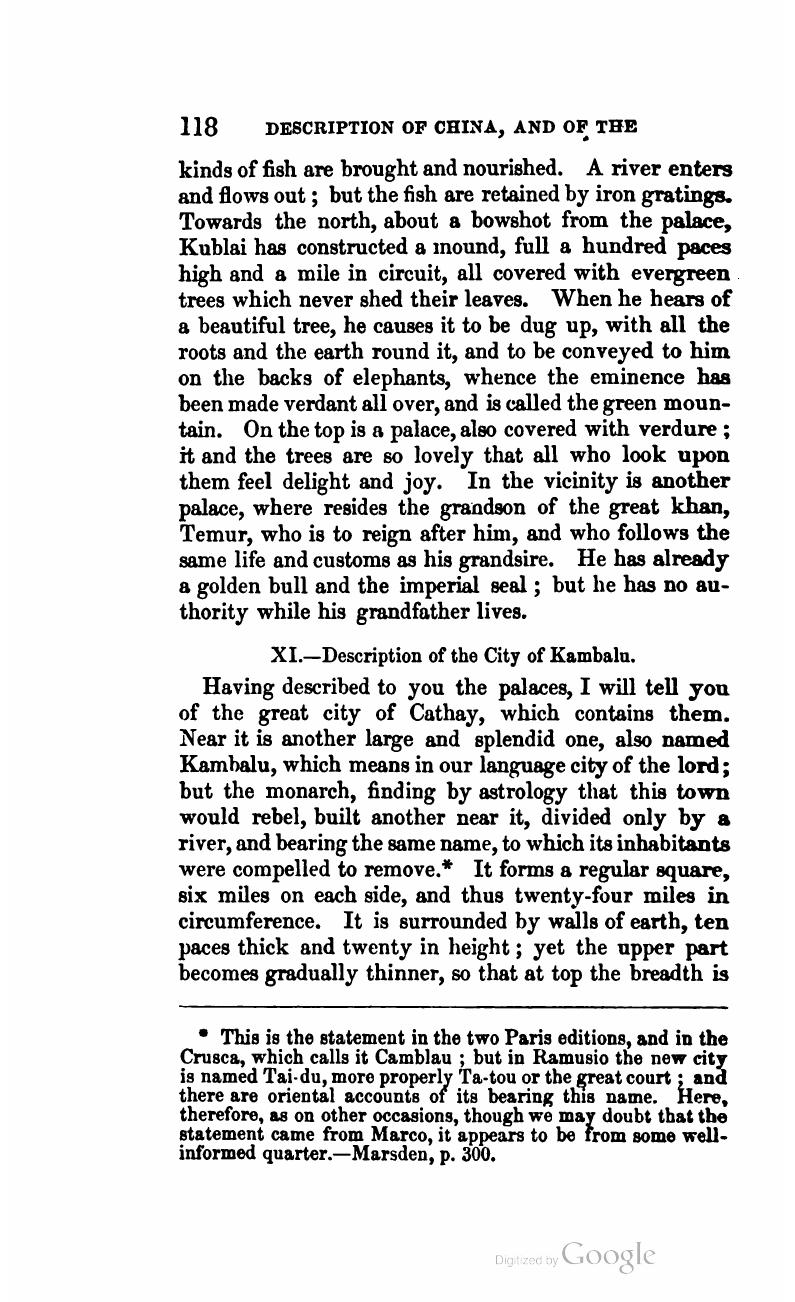 118 DESCRIPTION OF CHINA, AND OF THE
kinds of fish are brought and nourished. A river enters
and flows out ; but the fish are retained by iron gratings.
Towards the north, about a bowshot from the palace,
Kublai has constructed a mound, full a hundred paces
high and a mile in circuit, all covered with evergreen
trees which never shed their leaves. When he hears of
a beautiful tree, he causes it to be dug up, with all the
roots and the earth round it, and to be conveyed to him
on the backs of elephants, whence the eminence has
been made verdant all over, and is called the green moun-
tain. On the top is a palace, also covered with verdure ;
it and the trees are so lovely that all who look upon
them feel delight and joy. In the vicinity is another
palace, where resides the grandson of the great khan,
Temur, who is to reign after him, and who follows the
same life and customs as his grandsire. He has already
a golden bull and the imperial seal ; but he has no au-
thority while his grandfather lives.
XI.—Description of the City of Kambalu.
Having described to you the palaces, I will tell you
of the great city of Cathay, which contains them.
Near it is another large and splendid one, also named
Kambalu, which means in our language city of the lord ;
but the monarch, finding by astrology that this town
would rebel, built another near it, divided only by a
river, and bearing the same name, to which its inhabitants
were compelled to remove.* It forms a regular square,
six miles on each side, and thus twenty-four miles in
circumference. It is surrounded by walls of earth, ten
paces thick and twenty in height ; yet the upper part
becomes gradually thinner, so that at top the breadth is
* This is the statement in the two Paris editions, and in the
Crusca, which calls it Camblau ; but in Ramusio the new city
is named Tai-du, more properly Ta-tou or the great court ; and
there are oriental accounts of its bearing this name. Here,
therefore, as on other occasions, though we may doubt that the
statement came from Marco, it appears to be from some well-
informed quarter.—Marsden, p. 300.
Digitized by Google